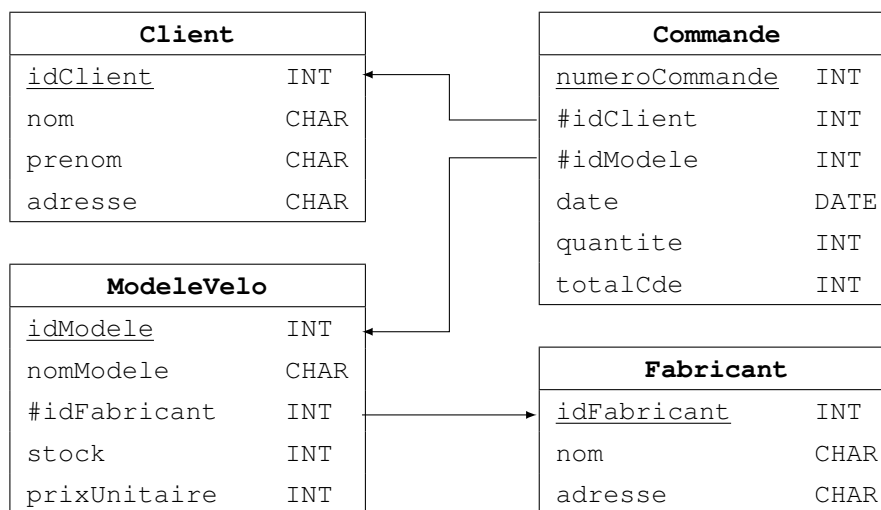 Client
idClient INT
nom CHAR
prenom CHAR
adresse CHAR
Commande
numeroCommande INT
#idClient INT
#idModele INT
date DATE
quantite INT
totalCde INT
ModeleVelo
idModele INT
nomModele CHAR
#idFabricant INT
stock INT
prixUnitaire INT
Fabricant
idFabricant INT
nom CHAR
adresse CHAR